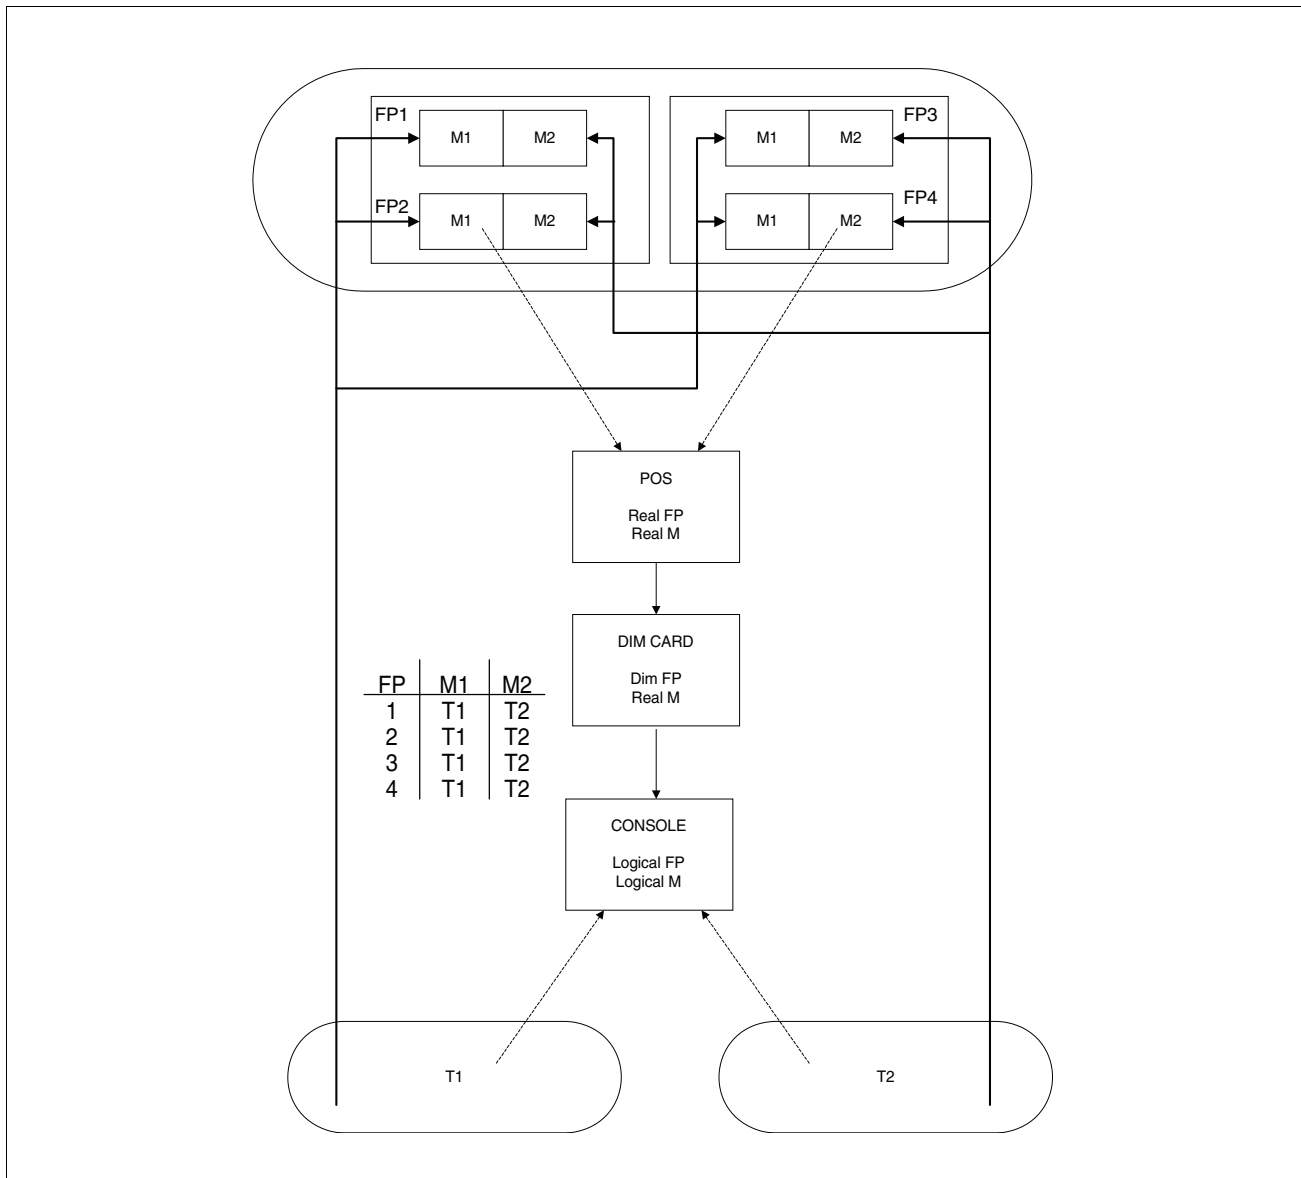 FP1
M1 M2
M1 M2
FP3
FP2
M1 M2
M1 M2
FP4
POS
Real FP
Real M
DIM CARD
Dim FP
Real M
FP M1 M2
1 T1 T2
2 T1 T2
3 T1 T2
4 T1 T2
CONSOLE
Logical FP
Logical M
T1
T2